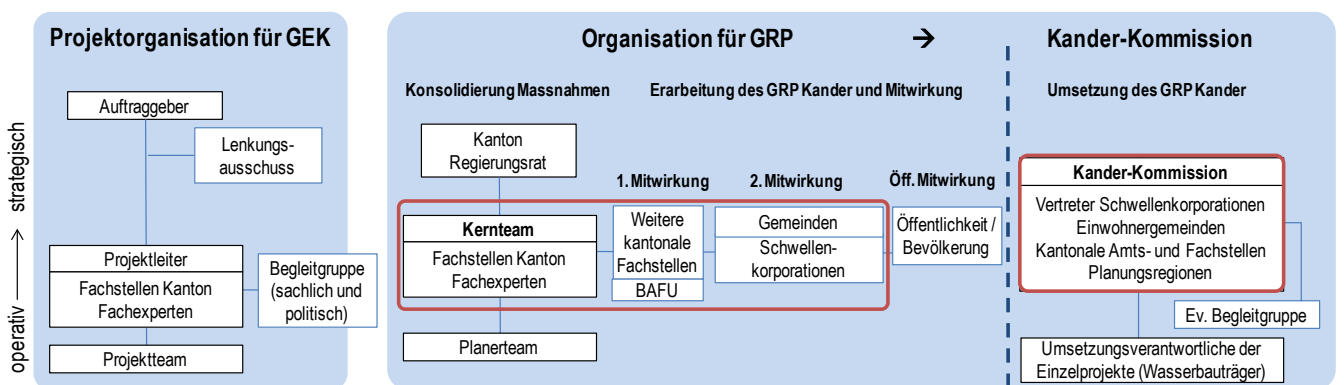 Projektorganisation für GEK
Auftraggeber
Lenkungs-
ausschuss
Projektleiter
Fachstellen Kanton
Fachexperten
Begleitgruppe
(sachlich und
politisch)
Projektteam
operativ → strategisch
Organisation für GRP →
Konsolidierung Massnahmen
Erarbeitung des GRP Kander und Mitwirkung
Kanton
Regierungsrat
1. Mitwirkung
2. Mitwirkung
Öff. Mitwirkung
Kernteam
Fachstellen Kanton
Fachexperten
Weitere
kantonale
Fachstellen
BAFU
Gemeinden
Schwellen-
korporationen
Öffentlichkeit /
Bevölkerung
Planerteam
Kander-Kommission
Umsetzung des GRP Kander
Kander-Kommission
Vertreter Schwellenkorporationen
Einwohnergemeinden
Kantonale Amts- und Fachstellen
Planungsregionen
Ev. Begleitgruppe
Umsetzungsverantwortliche der
Einzelprojekte (Wasserbauträger)